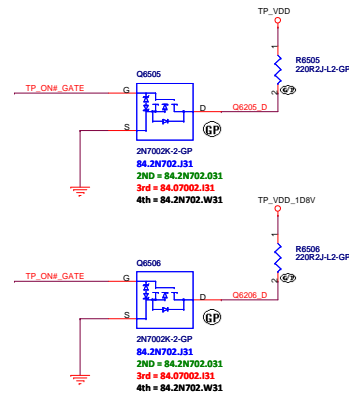 TP_VDD
1
R6505
220R2J-L2-GP
2
G/P
Q6505
TP_ON#_GATE
G
D
Q6205_D
S
GP
2N7002K-2-GP
84.2N702.J31
2ND = 84.2N702.031
3rd = 84.07002.I31
4th = 84.2N702.W31
TP_VDD_1D8V
1
R6506
220R2J-L2-GP
2
G/P
Q6506
TP_ON#_GATE
G
D
Q6206_D
S
GP
2N7002K-2-GP
84.2N702.J31
2ND = 84.2N702.031
3rd = 84.07002.I31
4th = 84.2N702.W31